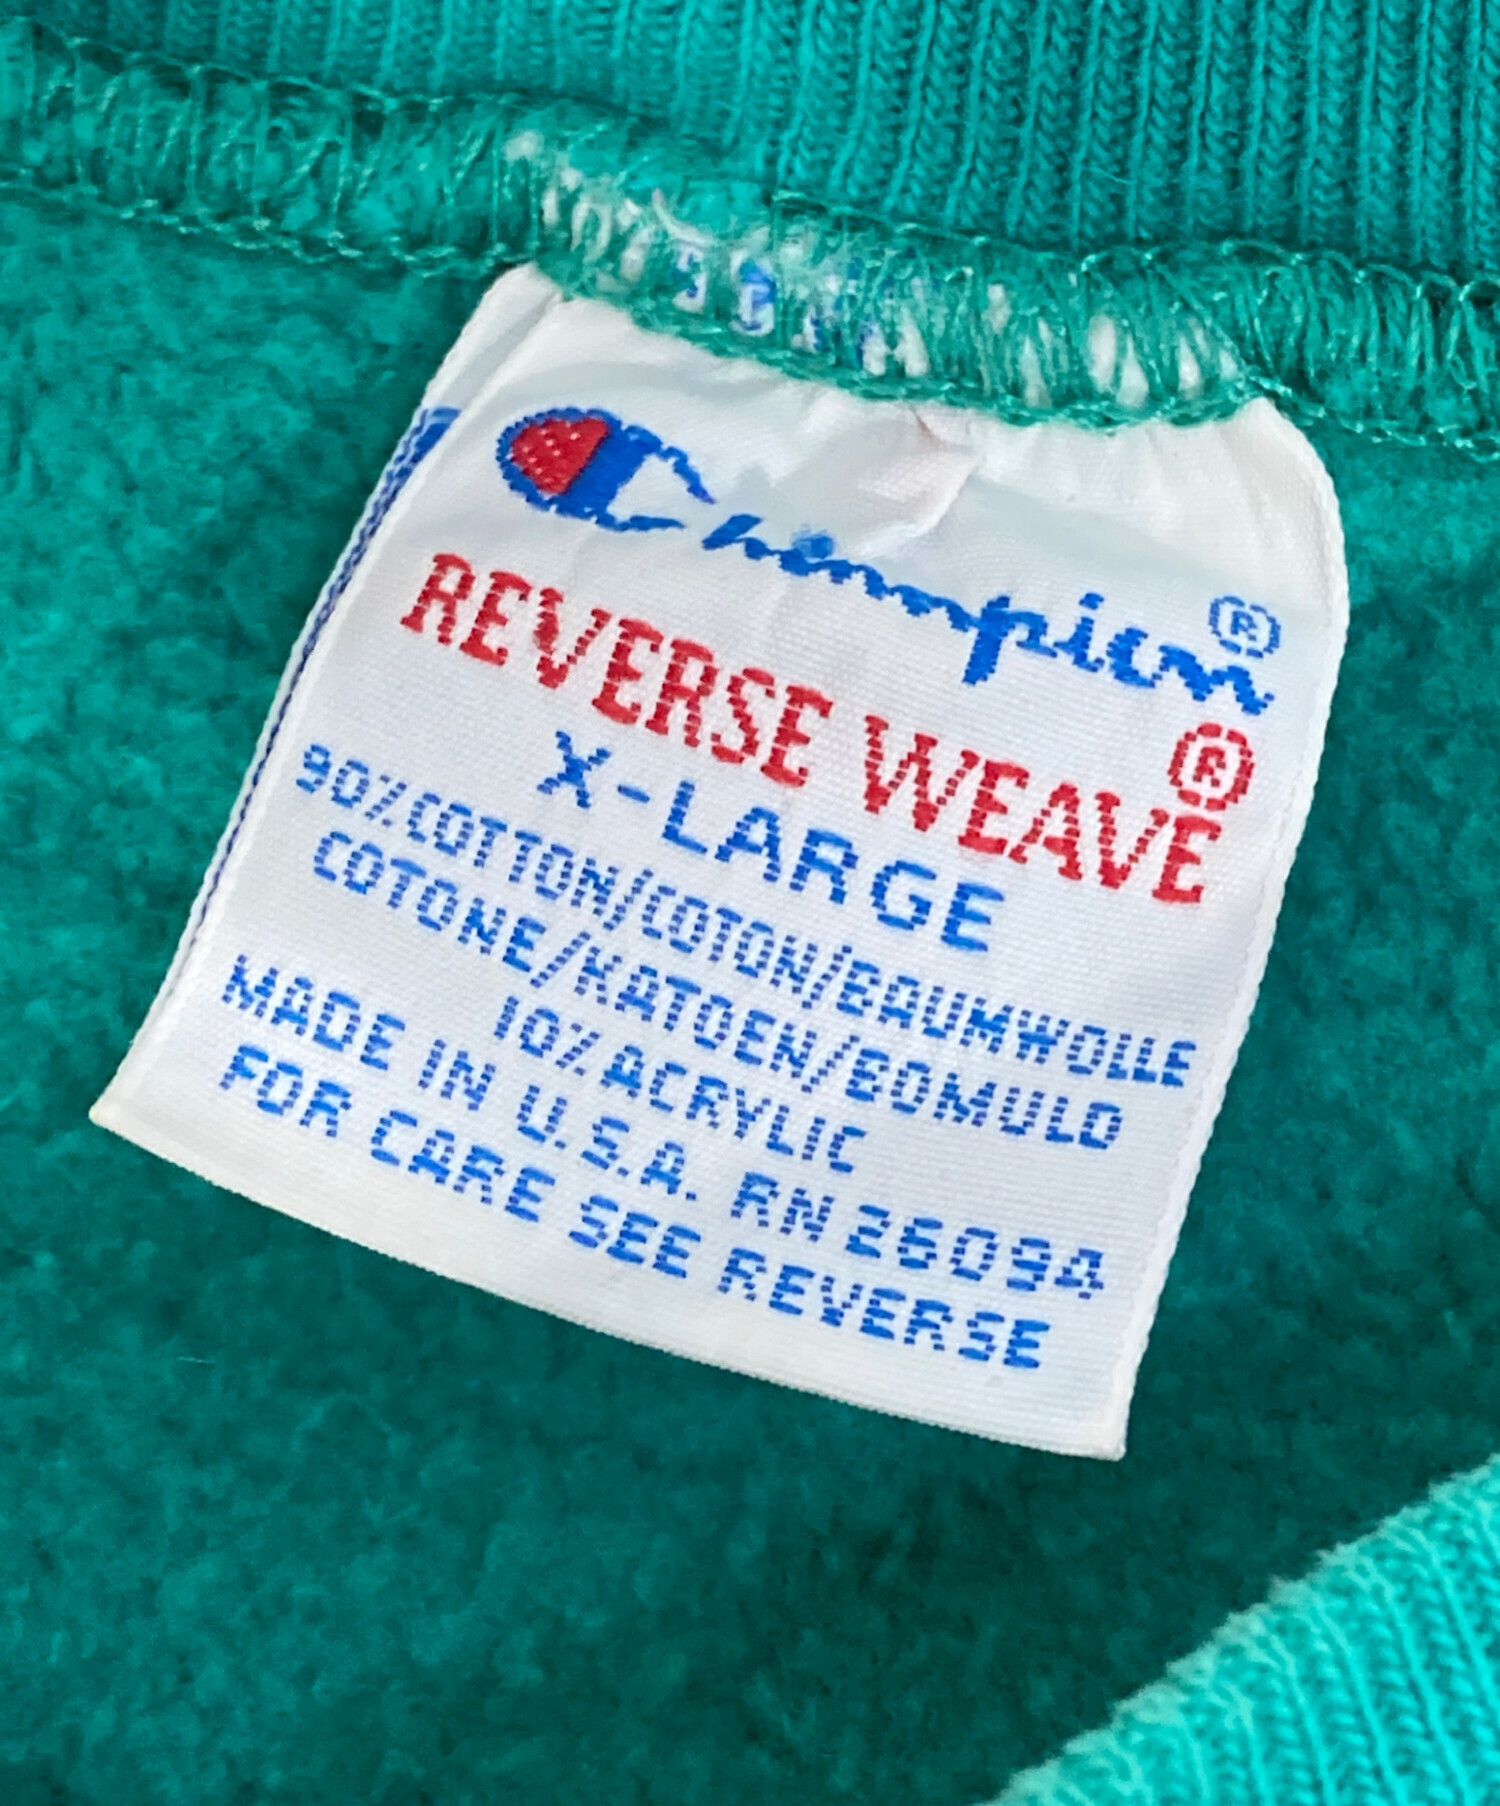 Champion®
REVERSE WEAVE®
X-LARGE
90%COTTON/COTON/BAUMWOLLE
COTONE/KATOEN/BOMULD
10%ACRYLIC
MADE IN U.S.A. RN 26094
FOR CARE SEE REVERSE